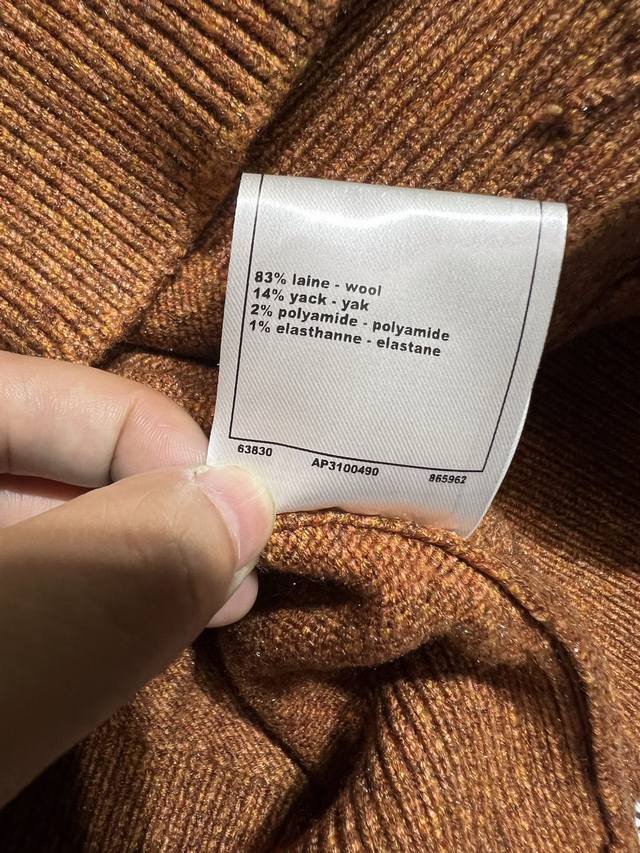 83% laine - wool
14% yack - yak
2% polyamide - polyamide
1% elasthanne - elastane
63830 AP3100490 865962